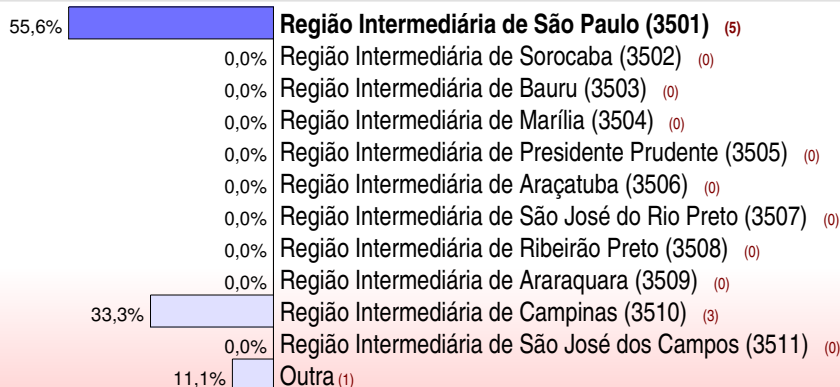 55,6% Região Intermediária de São Paulo (3501) (5)
0,0% Região Intermediária de Sorocaba (3502) (0)
0,0% Região Intermediária de Bauru (3503) (0)
0,0% Região Intermediária de Marília (3504) (0)
0,0% Região Intermediária de Presidente Prudente (3505) (0)
0,0% Região Intermediária de Araçatuba (3506) (0)
0,0% Região Intermediária de São José do Rio Preto (3507) (0)
0,0% Região Intermediária de Ribeirão Preto (3508) (0)
0,0% Região Intermediária de Araraquara (3509) (0)
33,3% Região Intermediária de Campinas (3510) (3)
0,0% Região Intermediária de São José dos Campos (3511) (0)
11,1% Outra (1)